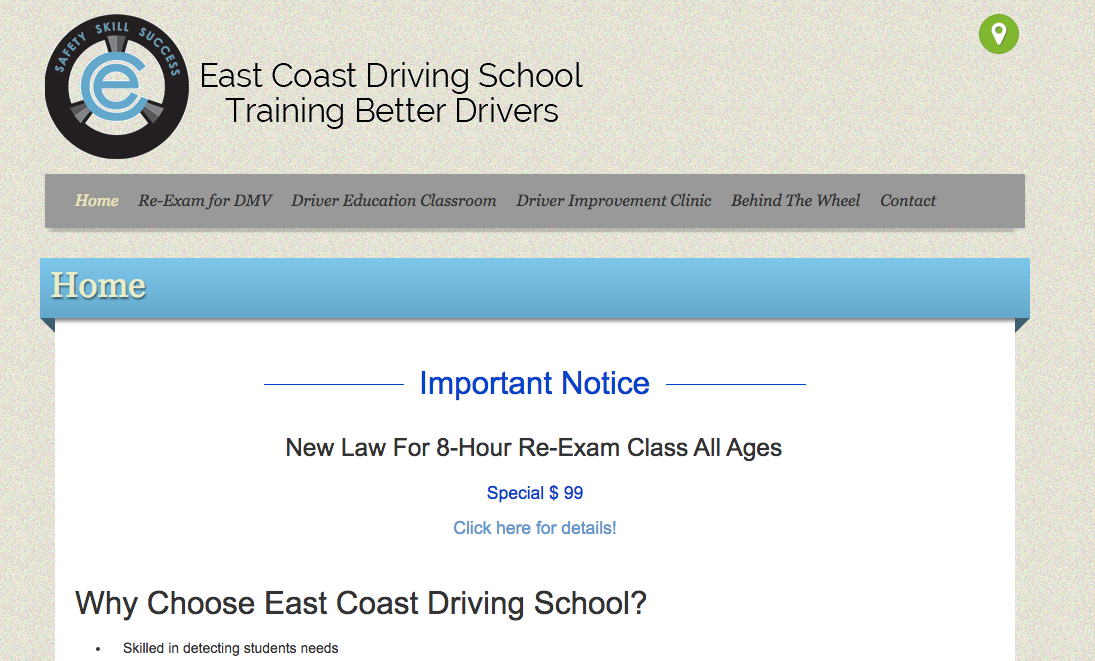 SAFETY SKILL SUCCESS
East Coast Driving School
Training Better Drivers
Home Re-Exam for DMV Driver Education Classroom Driver Improvement Clinic Behind The Wheel Contact
Home
Important Notice
New Law For 8-Hour Re-Exam Class All Ages
Special $ 99
Click here for details!
Why Choose East Coast Driving School?
• Skilled in detecting students needs